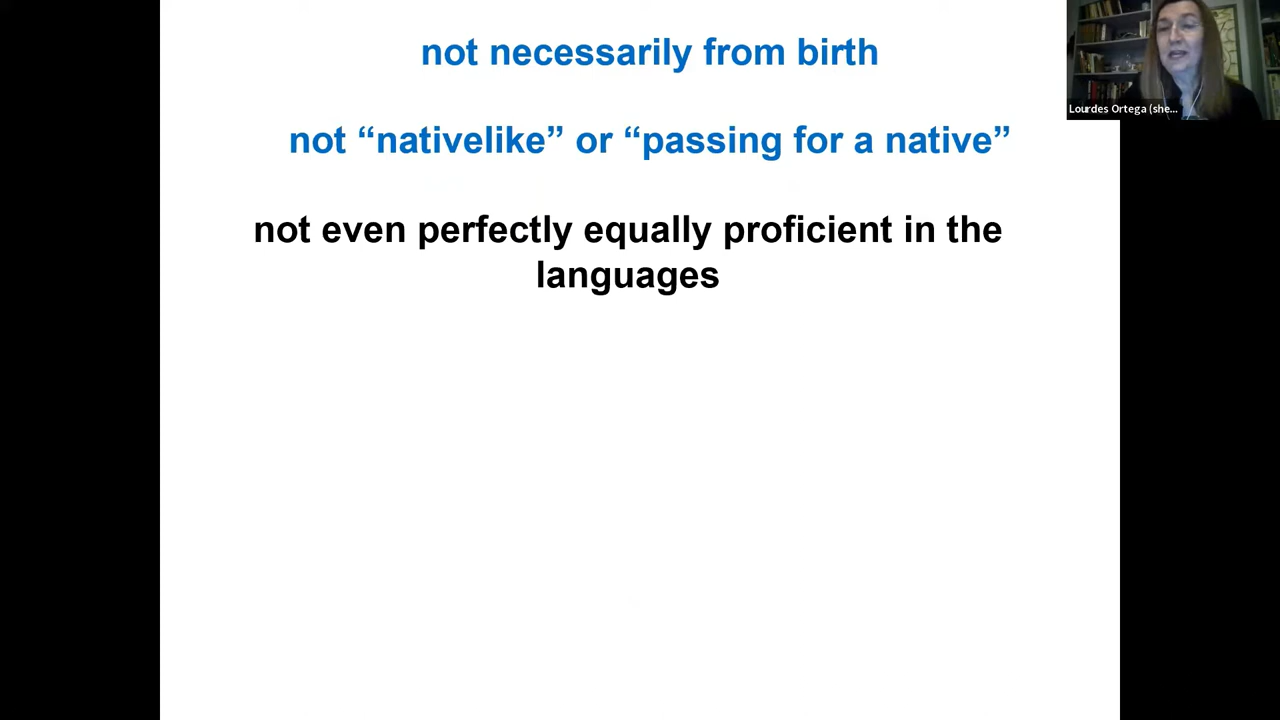 not necessarily from birth
not “nativelike” or “passing for a native”
not even perfectly equally proficient in the
languages
Lourdes Ortega (she...